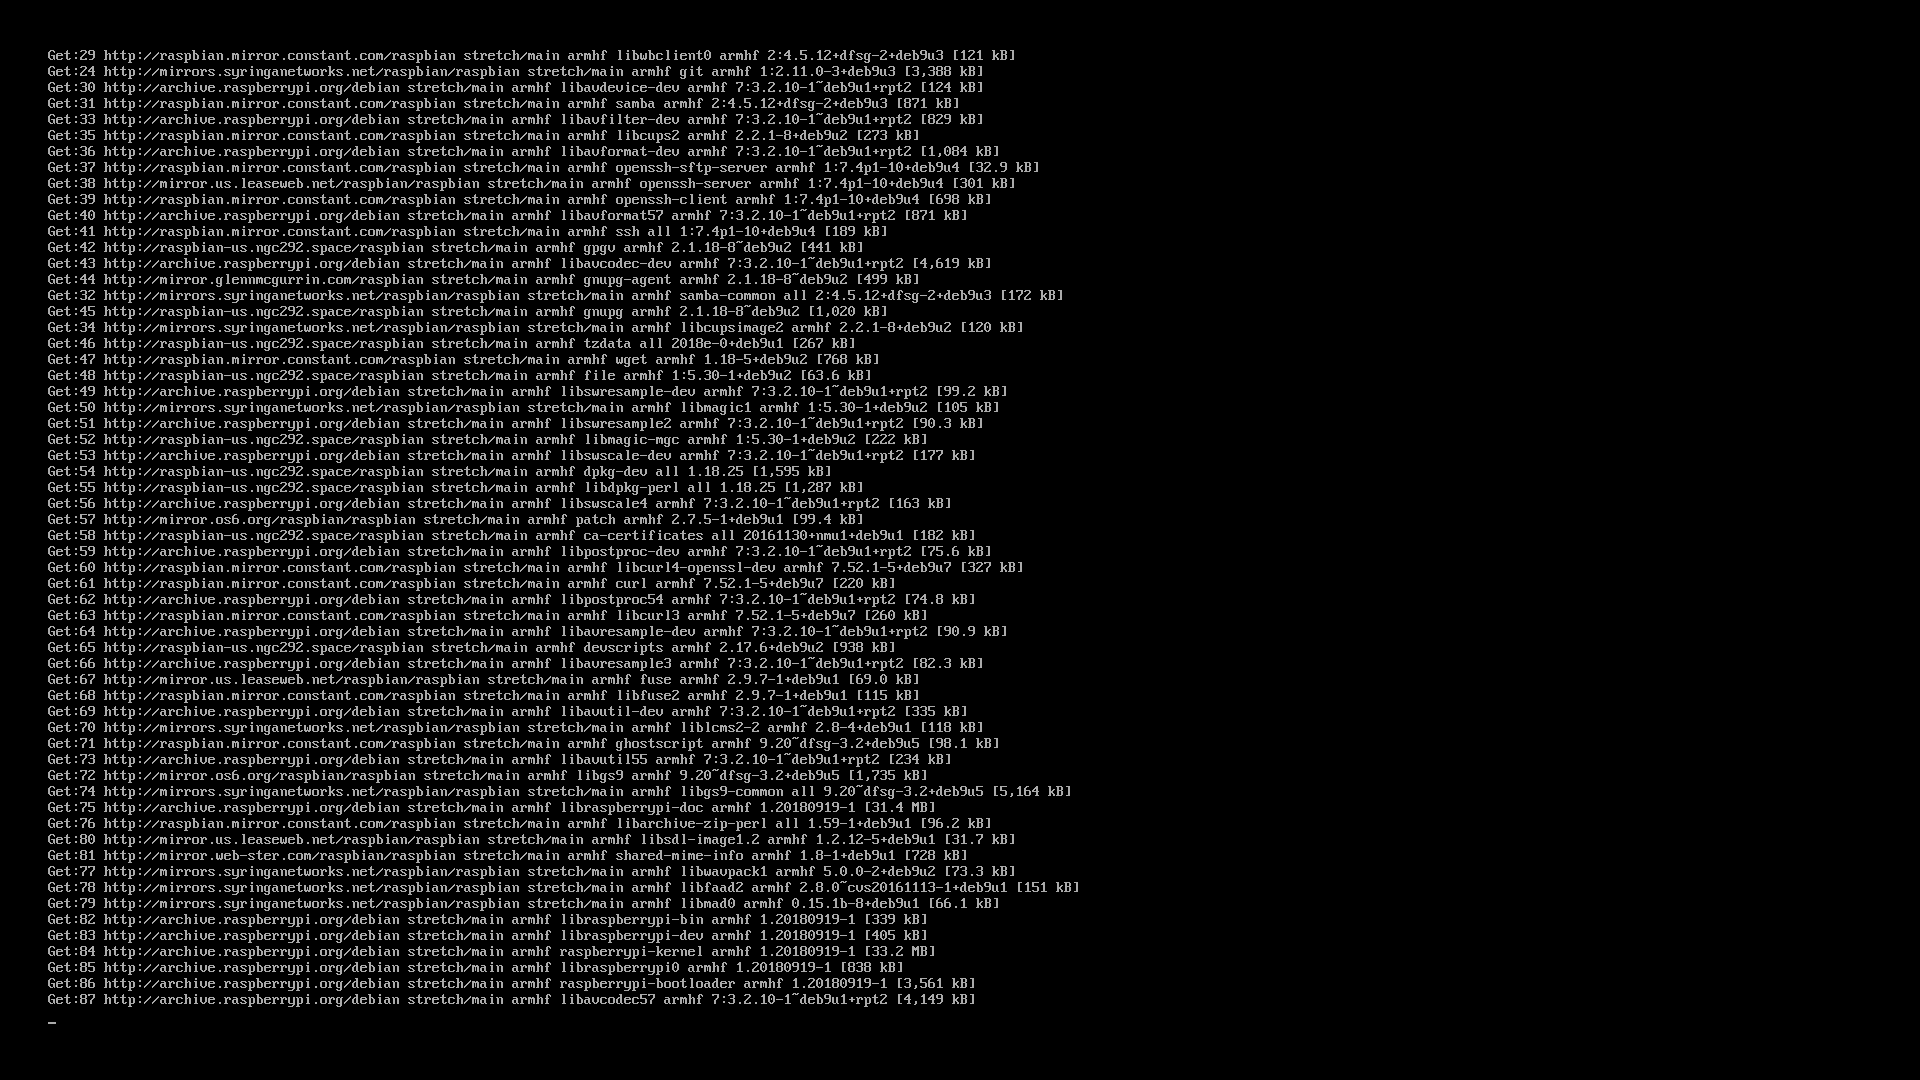 Get:29 http://raspbian.mirror.constant.com/raspbian stretch/main armhf libwbclient0 armhf 2:4.5.12+dfsg-2+deb9u3 [121 kB]
Get:24 http://mirrors.syringanetworks.net/raspbian/raspbian stretch/main armhf git armhf 1:2.11.0-3+deb9u3 [3,388 kB]
Get:30 http://archive.raspberrypi.org/debian stretch/main armhf libavdevice-dev armhf 7:3.2.10-1~deb9u1+rpt2 [124 kB]
Get:31 http://raspbian.mirror.constant.com/raspbian stretch/main armhf samba armhf 2:4.5.12+dfsg-2+deb9u3 [871 kB]
Get:33 http://archive.raspberrypi.org/debian stretch/main armhf libavfilter-dev armhf 7:3.2.10-1~deb9u1+rpt2 [829 kB]
Get:35 http://raspbian.mirror.constant.com/raspbian stretch/main armhf libcups2 armhf 2.2.1-8+deb9u2 [273 kB]
Get:36 http://archive.raspberrypi.org/debian stretch/main armhf libavformat-dev armhf 7:3.2.10-1~deb9u1+rpt2 [1,084 kB]
Get:37 http://raspbian.mirror.constant.com/raspbian stretch/main armhf openssh-sftp-server armhf 1:7.4p1-10+deb9u4 [32.9 kB]
Get:38 http://mirror.us.leaseweb.net/raspbian/raspbian stretch/main armhf openssh-server armhf 1:7.4p1-10+deb9u4 [301 kB]
Get:39 http://raspbian.mirror.constant.com/raspbian stretch/main armhf openssh-client armhf 1:7.4p1-10+deb9u4 [698 kB]
Get:40 http://archive.raspberrypi.org/debian stretch/main armhf libavformat57 armhf 7:3.2.10-1~deb9u1+rpt2 [871 kB]
Get:41 http://raspbian.mirror.constant.com/raspbian stretch/main armhf ssh all 1:7.4p1-10+deb9u4 [189 kB]
Get:42 http://raspbian-us.ngc292.space/raspbian stretch/main armhf gpgv armhf 2.1.18-8~deb9u2 [441 kB]
Get:43 http://archive.raspberrypi.org/debian stretch/main armhf libavcodec-dev armhf 7:3.2.10-1~deb9u1+rpt2 [4,619 kB]
Get:44 http://mirror.glennmcgurrin.com/raspbian stretch/main armhf gnupg-agent armhf 2.1.18-8~deb9u2 [499 kB]
Get:32 http://mirrors.syringanetworks.net/raspbian/raspbian stretch/main armhf samba-common all 2:4.5.12+dfsg-2+deb9u3 [172 kB]
Get:45 http://raspbian-us.ngc292.space/raspbian stretch/main armhf gnupg armhf 2.1.18-8~deb9u2 [1,020 kB]
Get:34 http://mirrors.syringanetworks.net/raspbian/raspbian stretch/main armhf libcupsimage2 armhf 2.2.1-8+deb9u2 [120 kB]
Get:46 http://raspbian-us.ngc292.space/raspbian stretch/main armhf tzdata all 2018e-0+deb9u1 [267 kB]
Get:47 http://raspbian.mirror.constant.com/raspbian stretch/main armhf wget armhf 1.18-5+deb9u2 [768 kB]
Get:48 http://raspbian-us.ngc292.space/raspbian stretch/main armhf file armhf 1:5.30-1+deb9u2 [63.6 kB]
Get:49 http://archive.raspberrypi.org/debian stretch/main armhf libswresample-dev armhf 7:3.2.10-1~deb9u1+rpt2 [99.2 kB]
Get:50 http://mirrors.syringanetworks.net/raspbian/raspbian stretch/main armhf libmagic1 armhf 1:5.30-1+deb9u2 [105 kB]
Get:51 http://archive.raspberrypi.org/debian stretch/main armhf libswresample2 armhf 7:3.2.10-1~deb9u1+rpt2 [90.3 kB]
Get:52 http://raspbian-us.ngc292.space/raspbian stretch/main armhf libmagic-mgc armhf 1:5.30-1+deb9u2 [222 kB]
Get:53 http://archive.raspberrypi.org/debian stretch/main armhf libswscale-dev armhf 7:3.2.10-1~deb9u1+rpt2 [177 kB]
Get:54 http://raspbian-us.ngc292.space/raspbian stretch/main armhf dpkg-dev all 1.18.25 [1,595 kB]
Get:55 http://raspbian-us.ngc292.space/raspbian stretch/main armhf libdpkg-perl all 1.18.25 [1,287 kB]
Get:56 http://archive.raspberrypi.org/debian stretch/main armhf libswscale4 armhf 7:3.2.10-1~deb9u1+rpt2 [163 kB]
Get:57 http://mirror.os6.org/raspbian/raspbian stretch/main armhf patch armhf 2.7.5-1+deb9u1 [99.4 kB]
Get:58 http://raspbian-us.ngc292.space/raspbian stretch/main armhf ca-certificates all 20161130+nmu1+deb9u1 [182 kB]
Get:59 http://archive.raspberrypi.org/debian stretch/main armhf libpostproc-dev armhf 7:3.2.10-1~deb9u1+rpt2 [75.6 kB]
Get:60 http://raspbian.mirror.constant.com/raspbian stretch/main armhf libcurl4-openssl-dev armhf 7.52.1-5+deb9u7 [327 kB]
Get:61 http://raspbian.mirror.constant.com/raspbian stretch/main armhf curl armhf 7.52.1-5+deb9u7 [220 kB]
Get:62 http://archive.raspberrypi.org/debian stretch/main armhf libpostproc54 armhf 7:3.2.10-1~deb9u1+rpt2 [74.8 kB]
Get:63 http://raspbian.mirror.constant.com/raspbian stretch/main armhf libcurl3 armhf 7.52.1-5+deb9u7 [260 kB]
Get:64 http://archive.raspberrypi.org/debian stretch/main armhf libavresample-dev armhf 7:3.2.10-1~deb9u1+rpt2 [90.9 kB]
Get:65 http://raspbian-us.ngc292.space/raspbian stretch/main armhf devscripts armhf 2.17.6+deb9u2 [938 kB]
Get:66 http://archive.raspberrypi.org/debian stretch/main armhf libavresample3 armhf 7:3.2.10-1~deb9u1+rpt2 [82.3 kB]
Get:67 http://mirror.us.leaseweb.net/raspbian/raspbian stretch/main armhf fuse armhf 2.9.7-1+deb9u1 [69.0 kB]
Get:68 http://raspbian.mirror.constant.com/raspbian stretch/main armhf libfuse2 armhf 2.9.7-1+deb9u1 [115 kB]
Get:69 http://archive.raspberrypi.org/debian stretch/main armhf libavutil-dev armhf 7:3.2.10-1~deb9u1+rpt2 [335 kB]
Get:70 http://mirrors.syringanetworks.net/raspbian/raspbian stretch/main armhf liblcms2-2 armhf 2.8-4+deb9u1 [118 kB]
Get:71 http://raspbian.mirror.constant.com/raspbian stretch/main armhf ghostscript armhf 9.20~dfsg-3.2+deb9u5 [98.1 kB]
Get:73 http://archive.raspberrypi.org/debian stretch/main armhf libavutil55 armhf 7:3.2.10-1~deb9u1+rpt2 [234 kB]
Get:72 http://mirror.os6.org/raspbian/raspbian stretch/main armhf libgs9 armhf 9.20~dfsg-3.2+deb9u5 [1,735 kB]
Get:74 http://mirrors.syringanetworks.net/raspbian/raspbian stretch/main armhf libgs9-common all 9.20~dfsg-3.2+deb9u5 [5,164 kB]
Get:75 http://archive.raspberrypi.org/debian stretch/main armhf libraspberrypi-doc armhf 1.20180919-1 [31.4 MB]
Get:76 http://raspbian.mirror.constant.com/raspbian stretch/main armhf libarchive-zip-perl all 1.59-1+deb9u1 [96.2 kB]
Get:80 http://mirror.us.leaseweb.net/raspbian/raspbian stretch/main armhf libsdl-image1.2 armhf 1.2.12-5+deb9u1 [31.7 kB]
Get:81 http://mirror.web-ster.com/raspbian/raspbian stretch/main armhf shared-mime-info armhf 1.8-1+deb9u1 [728 kB]
Get:77 http://mirrors.syringanetworks.net/raspbian/raspbian stretch/main armhf libwavpack1 armhf 5.0.0-2+deb9u2 [73.3 kB]
Get:78 http://mirrors.syringanetworks.net/raspbian/raspbian stretch/main armhf libfaad2 armhf 2.8.0~cvs20161113-1+deb9u1 [151 kB]
Get:79 http://mirrors.syringanetworks.net/raspbian/raspbian stretch/main armhf libmad0 armhf 0.15.1b-8+deb9u1 [66.1 kB]
Get:82 http://archive.raspberrypi.org/debian stretch/main armhf libraspberrypi-bin armhf 1.20180919-1 [339 kB]
Get:83 http://archive.raspberrypi.org/debian stretch/main armhf libraspberrypi-dev armhf 1.20180919-1 [405 kB]
Get:84 http://archive.raspberrypi.org/debian stretch/main armhf raspberrypi-kernel armhf 1.20180919-1 [33.2 MB]
Get:85 http://archive.raspberrypi.org/debian stretch/main armhf libraspberrypi0 armhf 1.20180919-1 [838 kB]
Get:86 http://archive.raspberrypi.org/debian stretch/main armhf raspberrypi-bootloader armhf 1.20180919-1 [3,561 kB]
Get:87 http://archive.raspberrypi.org/debian stretch/main armhf libavcodec57 armhf 7:3.2.10-1~deb9u1+rpt2 [4,149 kB]